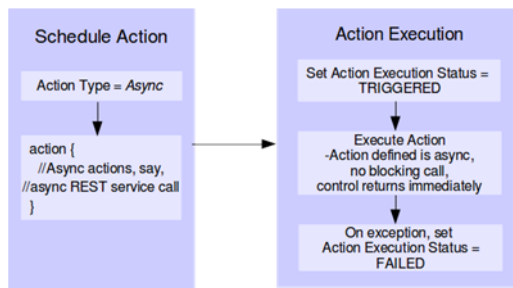 Schedule Action
Action Type = Async
action {
//Async actions, say,
//async REST service call
}
Action Execution
Set Action Execution Status =
TRIGGERED
Execute Action
-Action defined is async,
no blocking call,
control returns immediately
On exception, set
Action Execution Status =
FAILED